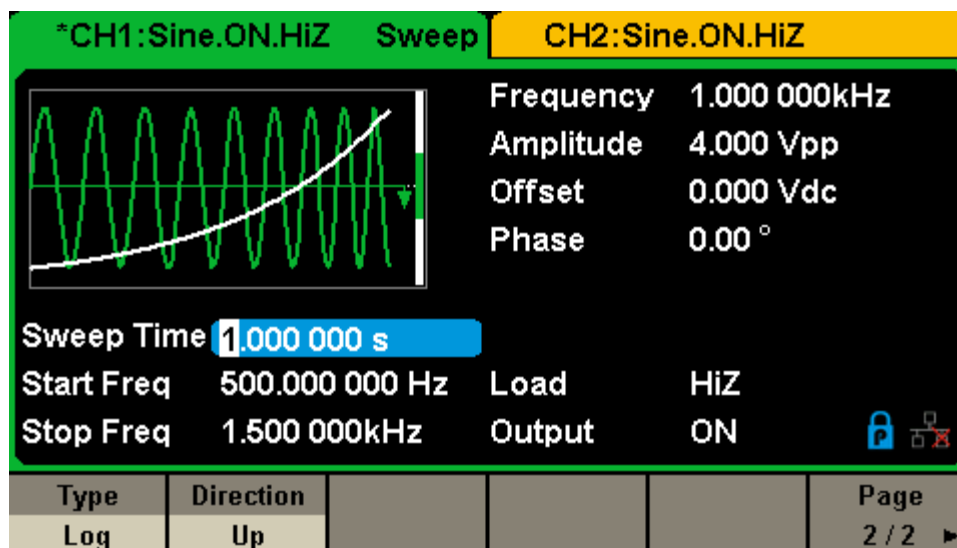 *CH1:Sine.ON.HiZ Sweep CH2:Sine.ON.HiZ
Frequency 1.000 000kHz
Amplitude 4.000 Vpp
Offset 0.000 Vdc
Phase 0.00 °
Sweep Time 1.000 000 s
Start Freq 500.000 000 Hz Load HiZ
Stop Freq 1.500 000kHz Output ON P
Type Direction Page
Log Up 2 / 2 ►